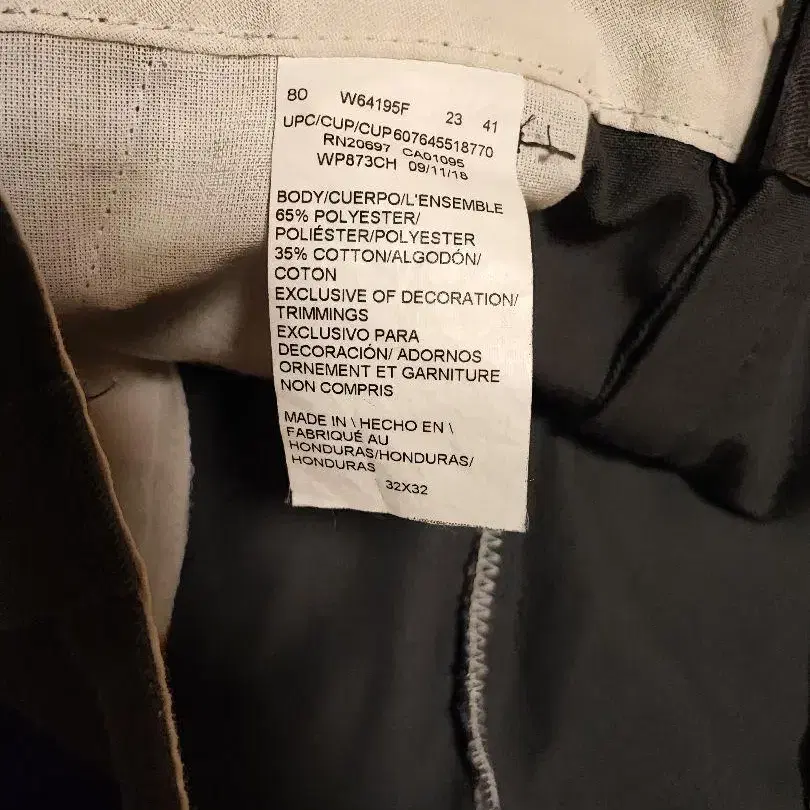 80 W64195F 23 41
UPC/CUP/CUP607645518770
RN20697 CA01095
WP873CH 09/11/18
BODY/CUERPO/L'ENSEMBLE
65% POLYESTER/
POLIÉSTER/POLYESTER
35% COTTON/ALGODÓN/
COTON
EXCLUSIVE OF DECORATION/
TRIMMINGS
EXCLUSIVO PARA
DECORACIÓN/ ADORNOS
ORNEMENT ET GARNITURE
NON COMPRIS
MADE IN \ HECHO EN \
FABRIQUÉ AU
HONDURAS/HONDURAS/
HONDURAS
32X32